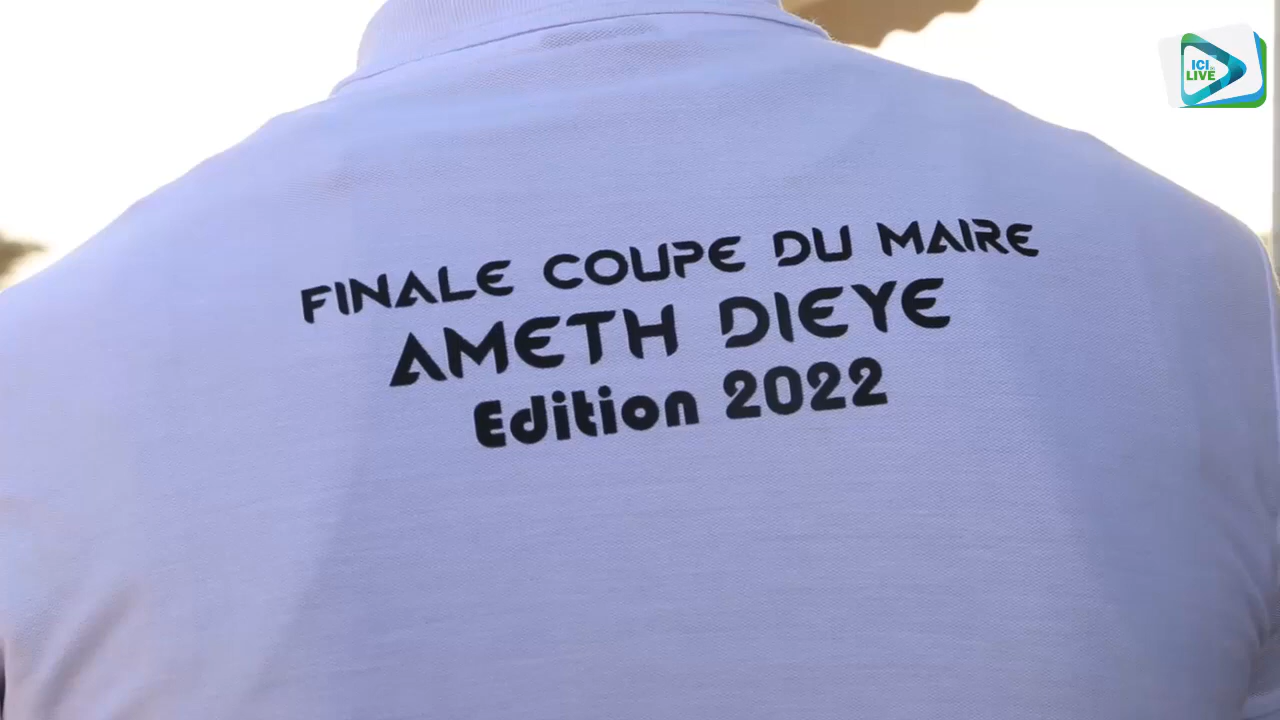 ICI
LIVE
FINALE COUPE DU MAIRE
AMETH DIEYE
Edition 2022